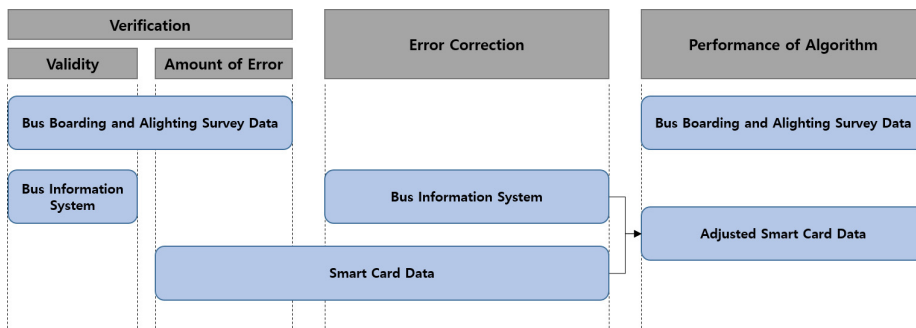 Verification
Error Correction
Performance of Algorithm
Validity
Amount of Error
Bus Boarding and Alighting Survey Data
Bus Boarding and Alighting Survey Data
Bus Information
System
Bus Information System
Adjusted Smart Card Data
Smart Card Data